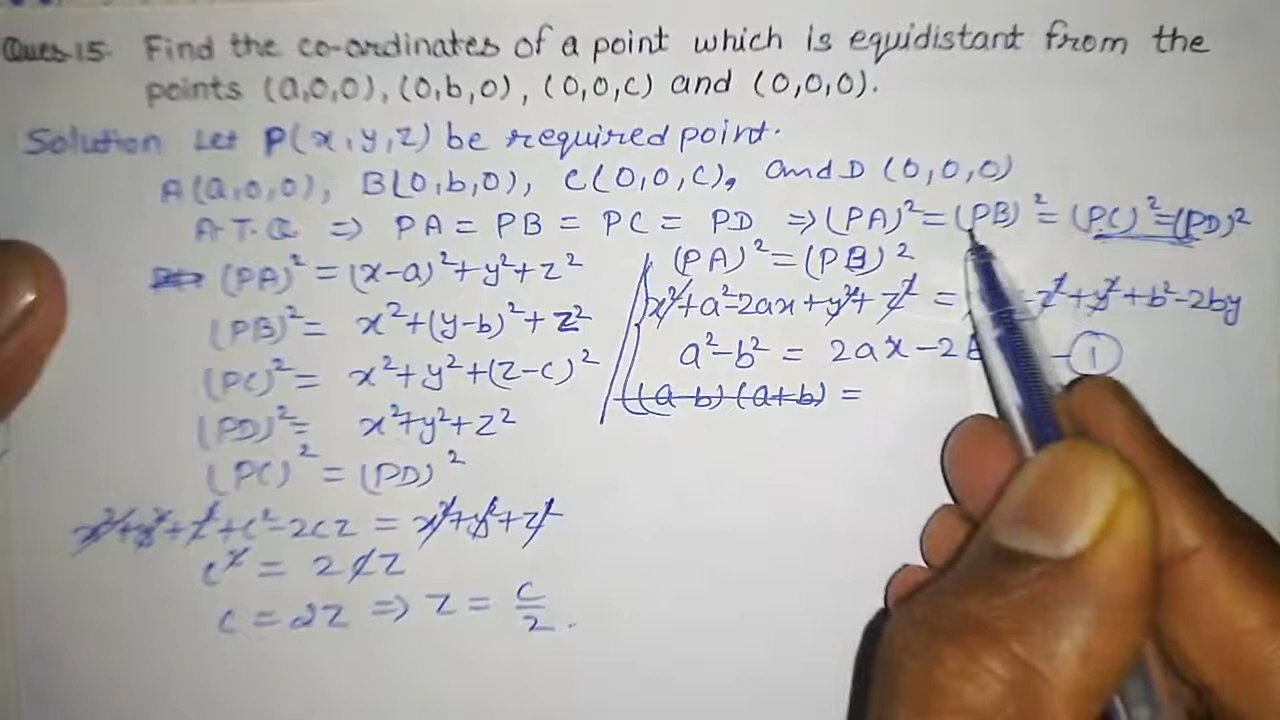 Ques 15. Find the co-ordinates of a point which is equidistant from the
points (a,0,0), (0,b,0), (0,0,c) and (0,0,0).
Solution Let P(x,y,z) be required point.
A(a,0,0), B(0,b,0), C(0,0,c), and D (0,0,0)
A.T.Q ⇒ PA = PB = PC = PD ⇒ (PA)² = (PB)² = (PC)² = (PD)²
(PA)² = (x-a)² + y² + z²
(PB)² = x² + (y-b)² + z²
(PC)² = x² + y² + (z-c)²
(PD)² = x² + y² + z²
(PC)² = (PD)²
x² + y² + z² + c² - 2cz = x² + y² + z²
c² = 2cz
c = 2z ⇒ z = c/2.
(PA)² = (PB)²
x² + a² - 2ax + y² + z² = z² + y² + b² - 2by
a² - b² = 2ax - 2 - ①
(a-b) (a+b) =